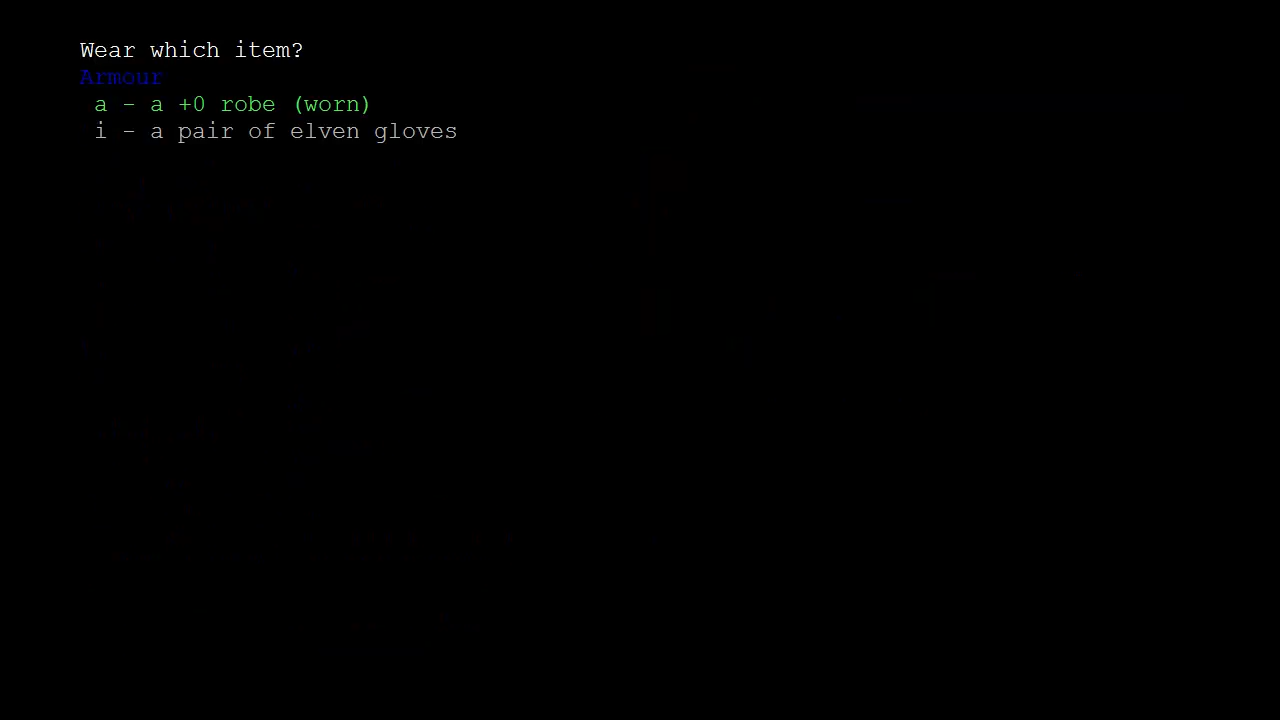 Wear which item?
Armour
a - a +0 robe (worn)
i - a pair of elven gloves